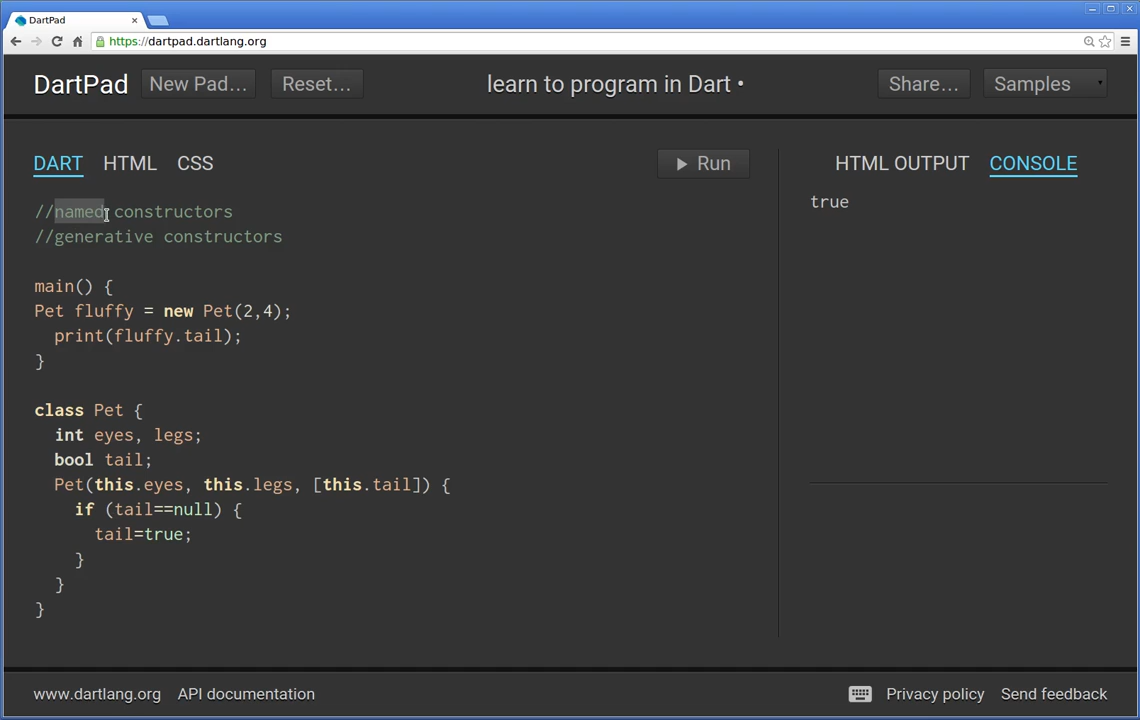 DartPad
https://dartpad.dartlang.org
DartPad New Pad... Reset... learn to program in Dart • Share... Samples
DART HTML CSS Run HTML OUTPUT CONSOLE
true
//named constructors
//generative constructors
main() {
Pet fluffy = new Pet(2,4);
print(fluffy.tail);
}
class Pet {
int eyes, legs;
bool tail;
Pet(this.eyes, this.legs, [this.tail]) {
if (tail==null) {
tail=true;
}
}
}
www.dartlang.org API documentation Privacy policy Send feedback